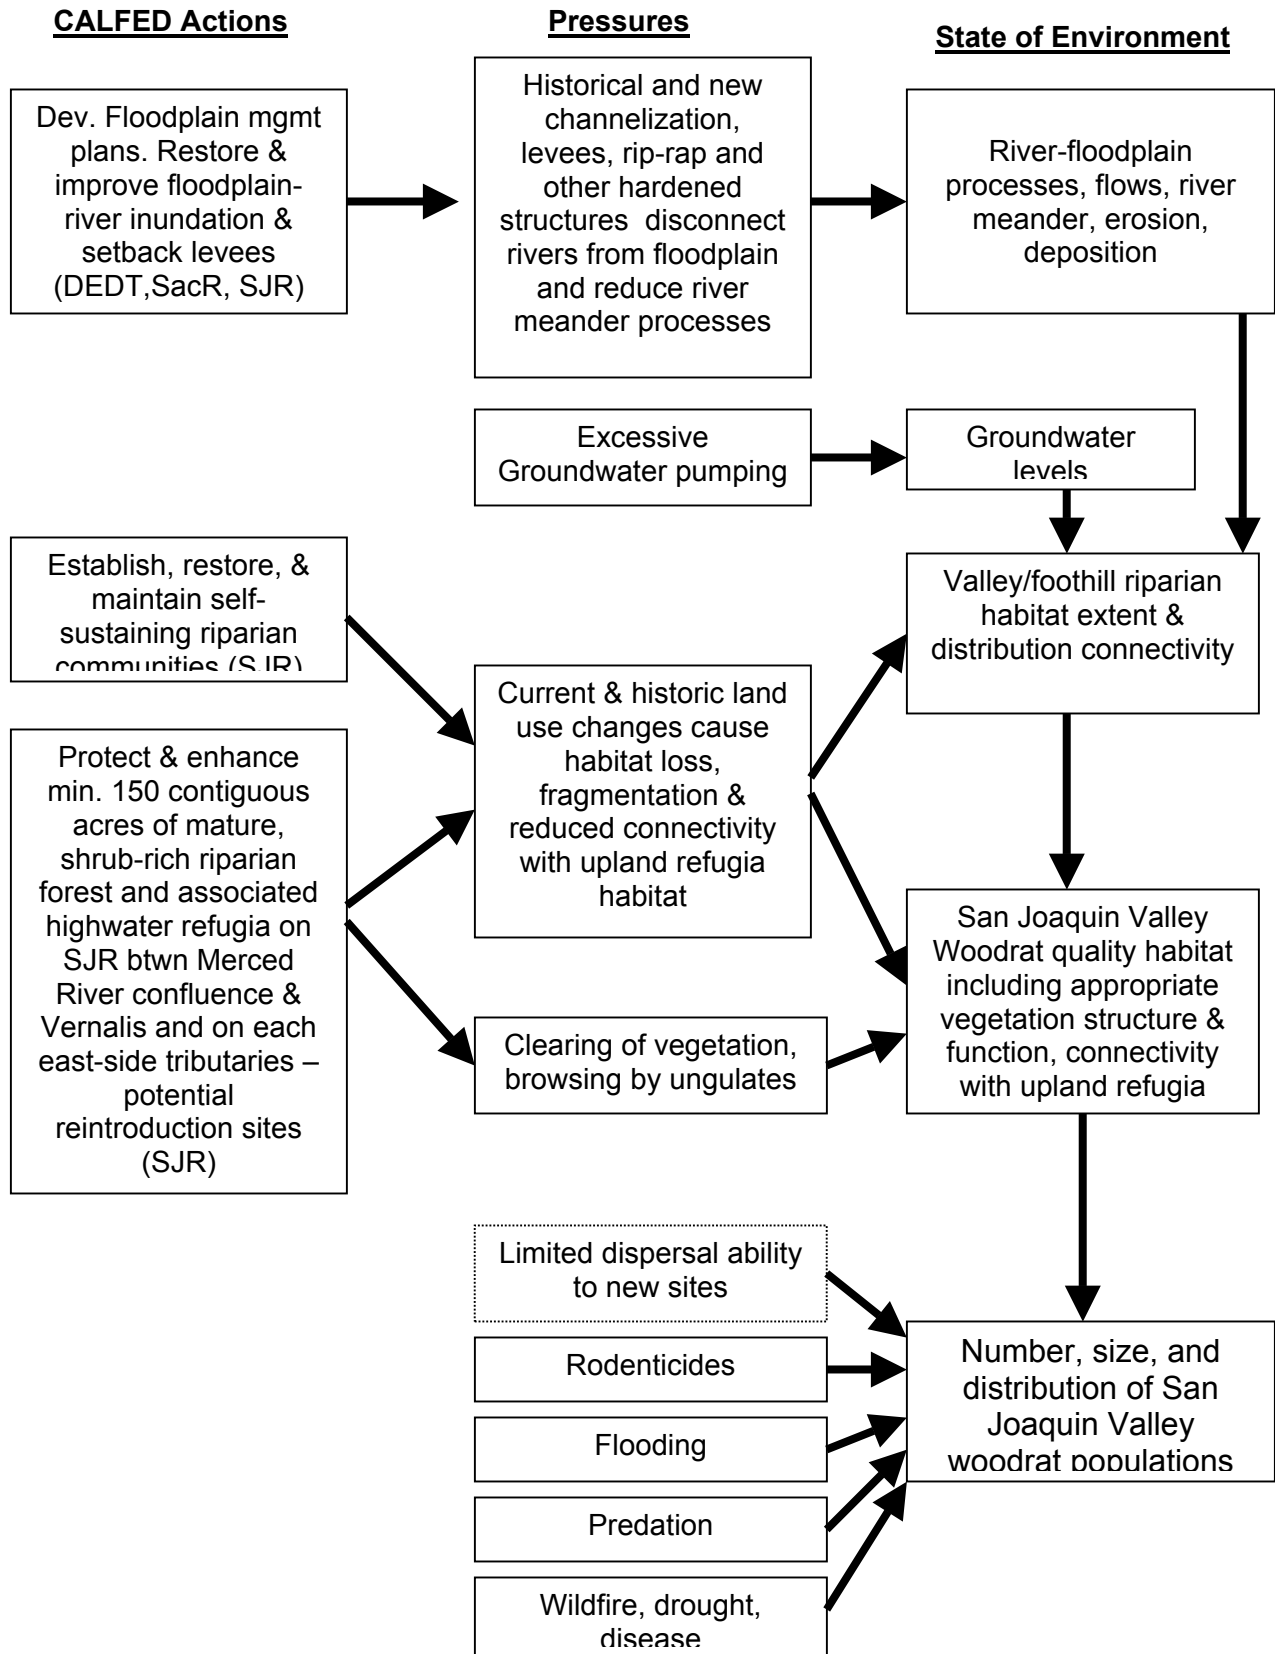 CALFED Actions
Pressures
State of Environment
Dev. Floodplain mgmt
plans. Restore &
improve floodplain-
river inundation &
setback levees
(DEDT,SacR, SJR)
Historical and new
channelization,
levees, rip-rap and
other hardened
structures disconnect
rivers from floodplain
and reduce river
meander processes
River-floodplain
processes, flows, river
meander, erosion,
deposition
Excessive
Groundwater pumping
Groundwater
levels
Establish, restore, &
maintain self-
sustaining riparian
communities (SJR)
Valley/foothill riparian
habitat extent &
distribution connectivity
Current & historic land
use changes cause
habitat loss,
fragmentation &
reduced connectivity
with upland refugia
habitat
Protect & enhance
min. 150 contiguous
acres of mature,
shrub-rich riparian
forest and associated
highwater refugia on
SJR btwn Merced
River confluence &
Vernalis and on each
east-side tributaries –
potential
reintroduction sites
(SJR)
San Joaquin Valley
Woodrat quality habitat
including appropriate
vegetation structure &
function, connectivity
with upland refugia
Clearing of vegetation,
browsing by ungulates
Limited dispersal ability
to new sites
Rodenticides
Flooding
Predation
Wildfire, drought,
disease
Number, size, and
distribution of San
Joaquin Valley
woodrat populations